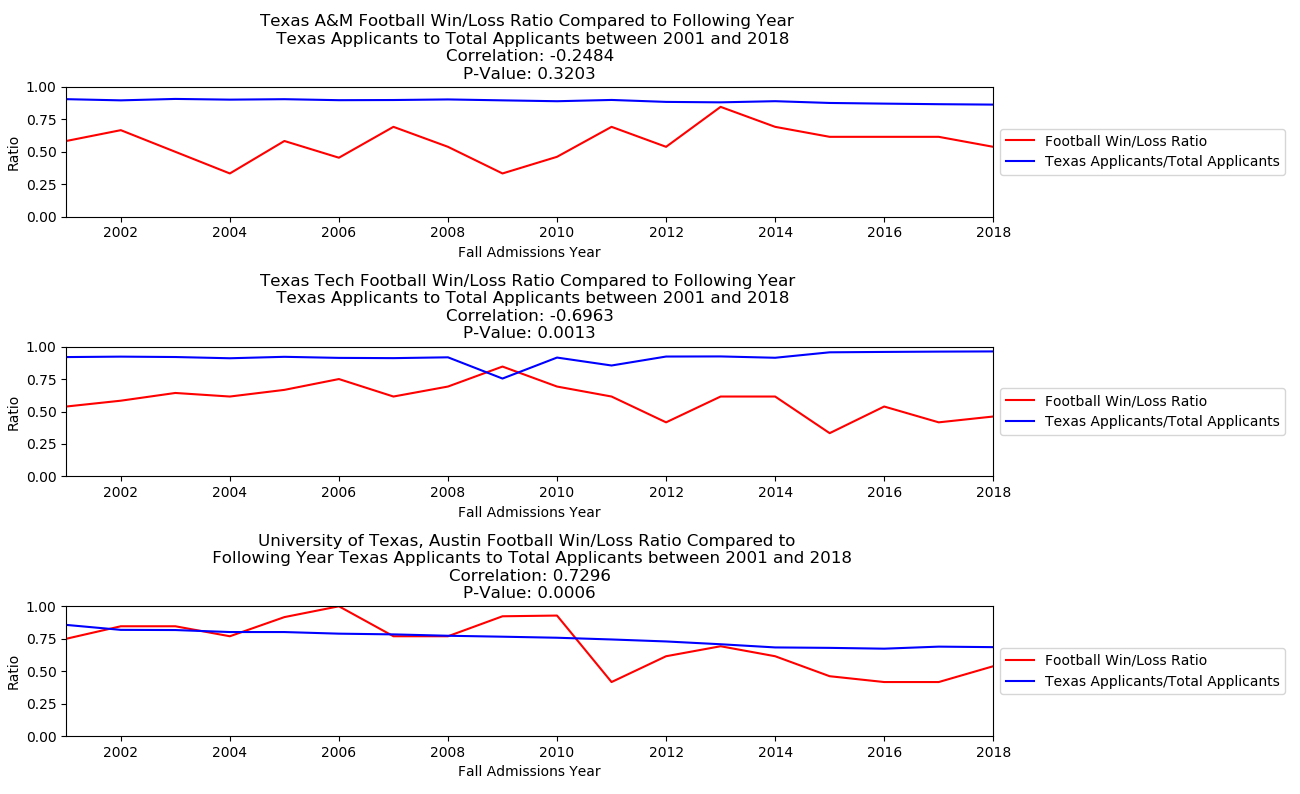 Texas A&M Football Win/Loss Ratio Compared to Following Year
Texas Applicants to Total Applicants between 2001 and 2018
Correlation: -0.2484
P-Value: 0.3203
1.00
0.75
0.50
0.25
0.00
Ratio
2002 2004 2006 2008 2010 2012 2014 2016 2018
Fall Admissions Year
Football Win/Loss Ratio
Texas Applicants/Total Applicants
Texas Tech Football Win/Loss Ratio Compared to Following Year
Texas Applicants to Total Applicants between 2001 and 2018
Correlation: -0.6963
P-Value: 0.0013
1.00
0.75
0.50
0.25
0.00
Ratio
2002 2004 2006 2008 2010 2012 2014 2016 2018
Fall Admissions Year
Football Win/Loss Ratio
Texas Applicants/Total Applicants
University of Texas, Austin Football Win/Loss Ratio Compared to
Following Year Texas Applicants to Total Applicants between 2001 and 2018
Correlation: 0.7296
P-Value: 0.0006
1.00
0.75
0.50
0.25
0.00
Ratio
2002 2004 2006 2008 2010 2012 2014 2016 2018
Fall Admissions Year
Football Win/Loss Ratio
Texas Applicants/Total Applicants